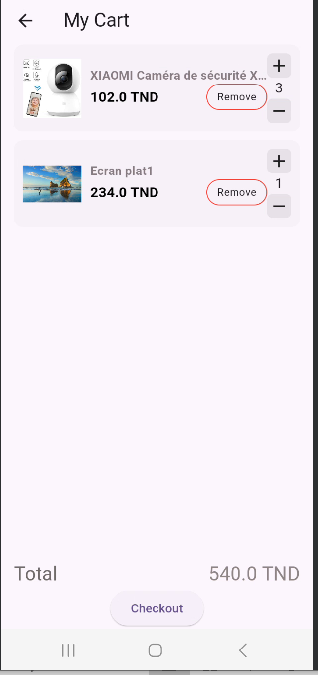 My Cart
XIAOMI Caméra de sécurité X...
102.0 TND
Remove
3
Ecran plat1
234.0 TND
Remove
1
Total 540.0 TND
Checkout